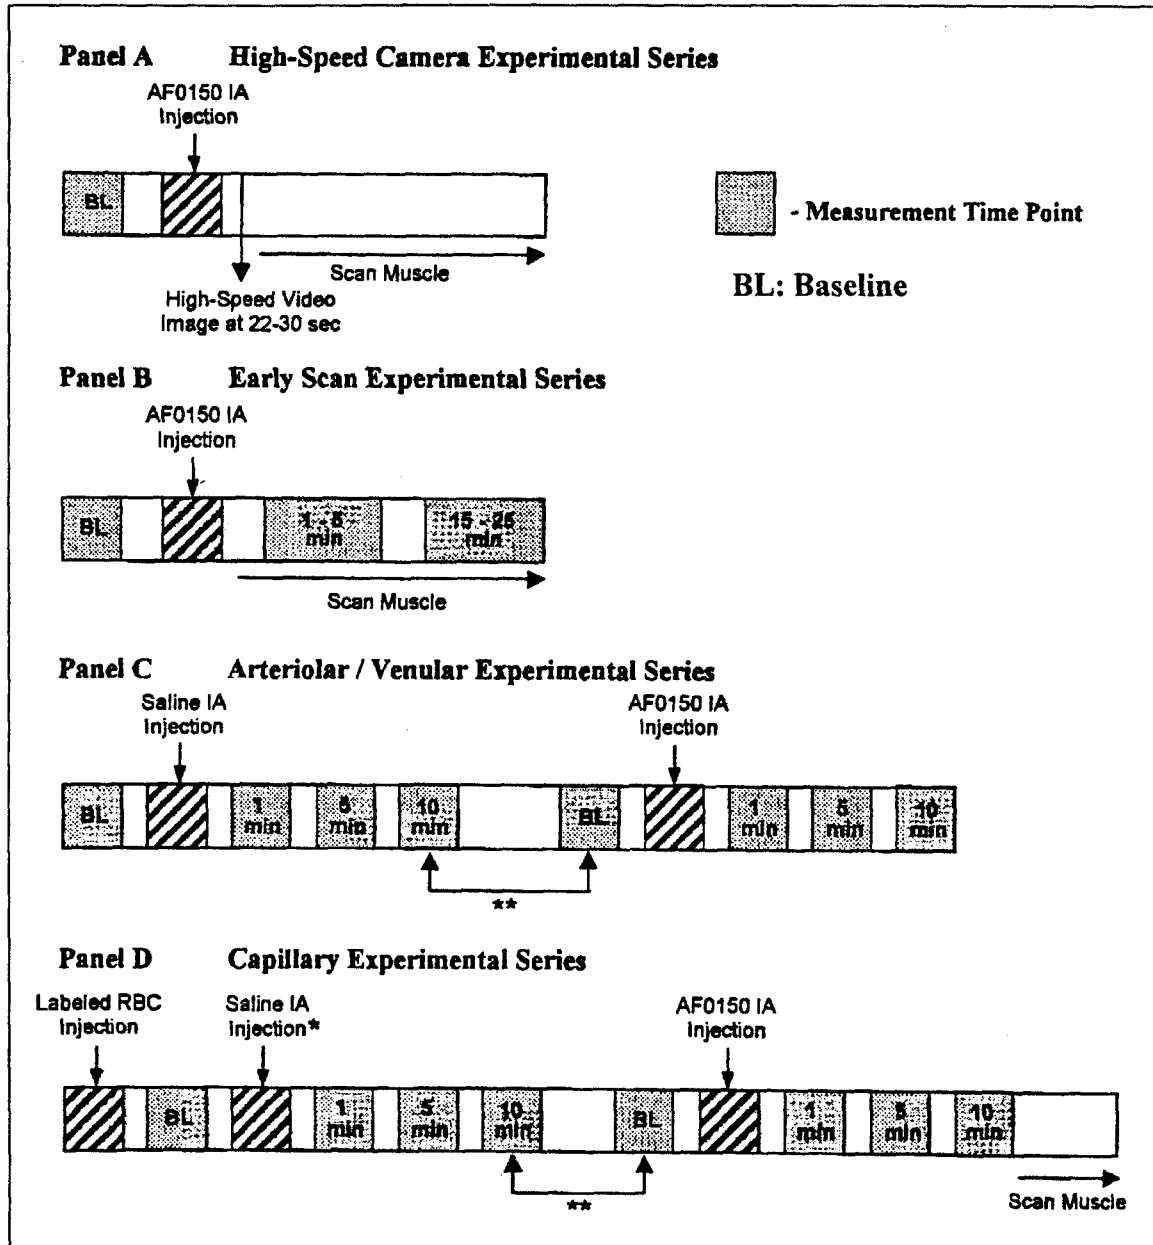 Panel A High-Speed Camera Experimental Series
AF0150 IA
Injection
BL
Scan Muscle
High-Speed Video
Image at 22-30 sec
- Measurement Time Point
BL: Baseline
Panel B Early Scan Experimental Series
AF0150 IA
Injection
BL
1 - 5
min
15 - 25
min
Scan Muscle
Panel C Arteriolar / Venular Experimental Series
Saline IA
Injection
AF0150 IA
Injection
BL
1
min
5
min
10
min
BL
1
min
5
min
10
min
**
Panel D Capillary Experimental Series
Labeled RBC
Injection
Saline IA
Injection*
AF0150 IA
Injection
BL
1
min
5
min
10
min
BL
1
min
5
min
10
min
**
Scan Muscle